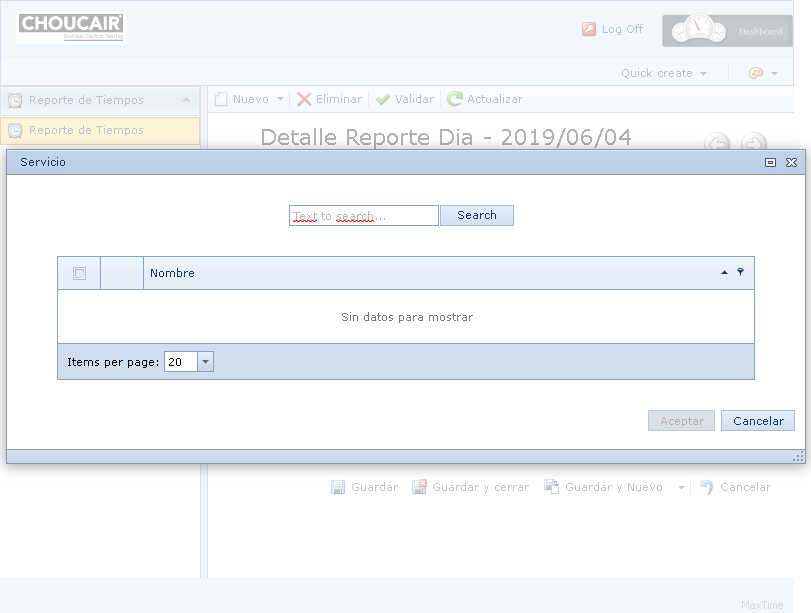 CHOUCAIR
Business Centric Testing
Log Off
Dashboard
Quick create
Reporte de Tiempos
Nuevo
Eliminar
Validar
Actualizar
Reporte de Tiempos
Detalle Reporte Dia - 2019/06/04
Servicio
Text to search...
Search
Nombre
Sin datos para mostrar
Items per page: 20
Aceptar
Cancelar
Guardar
Guardar y cerrar
Guardar y Nuevo
Cancelar
MaxTime